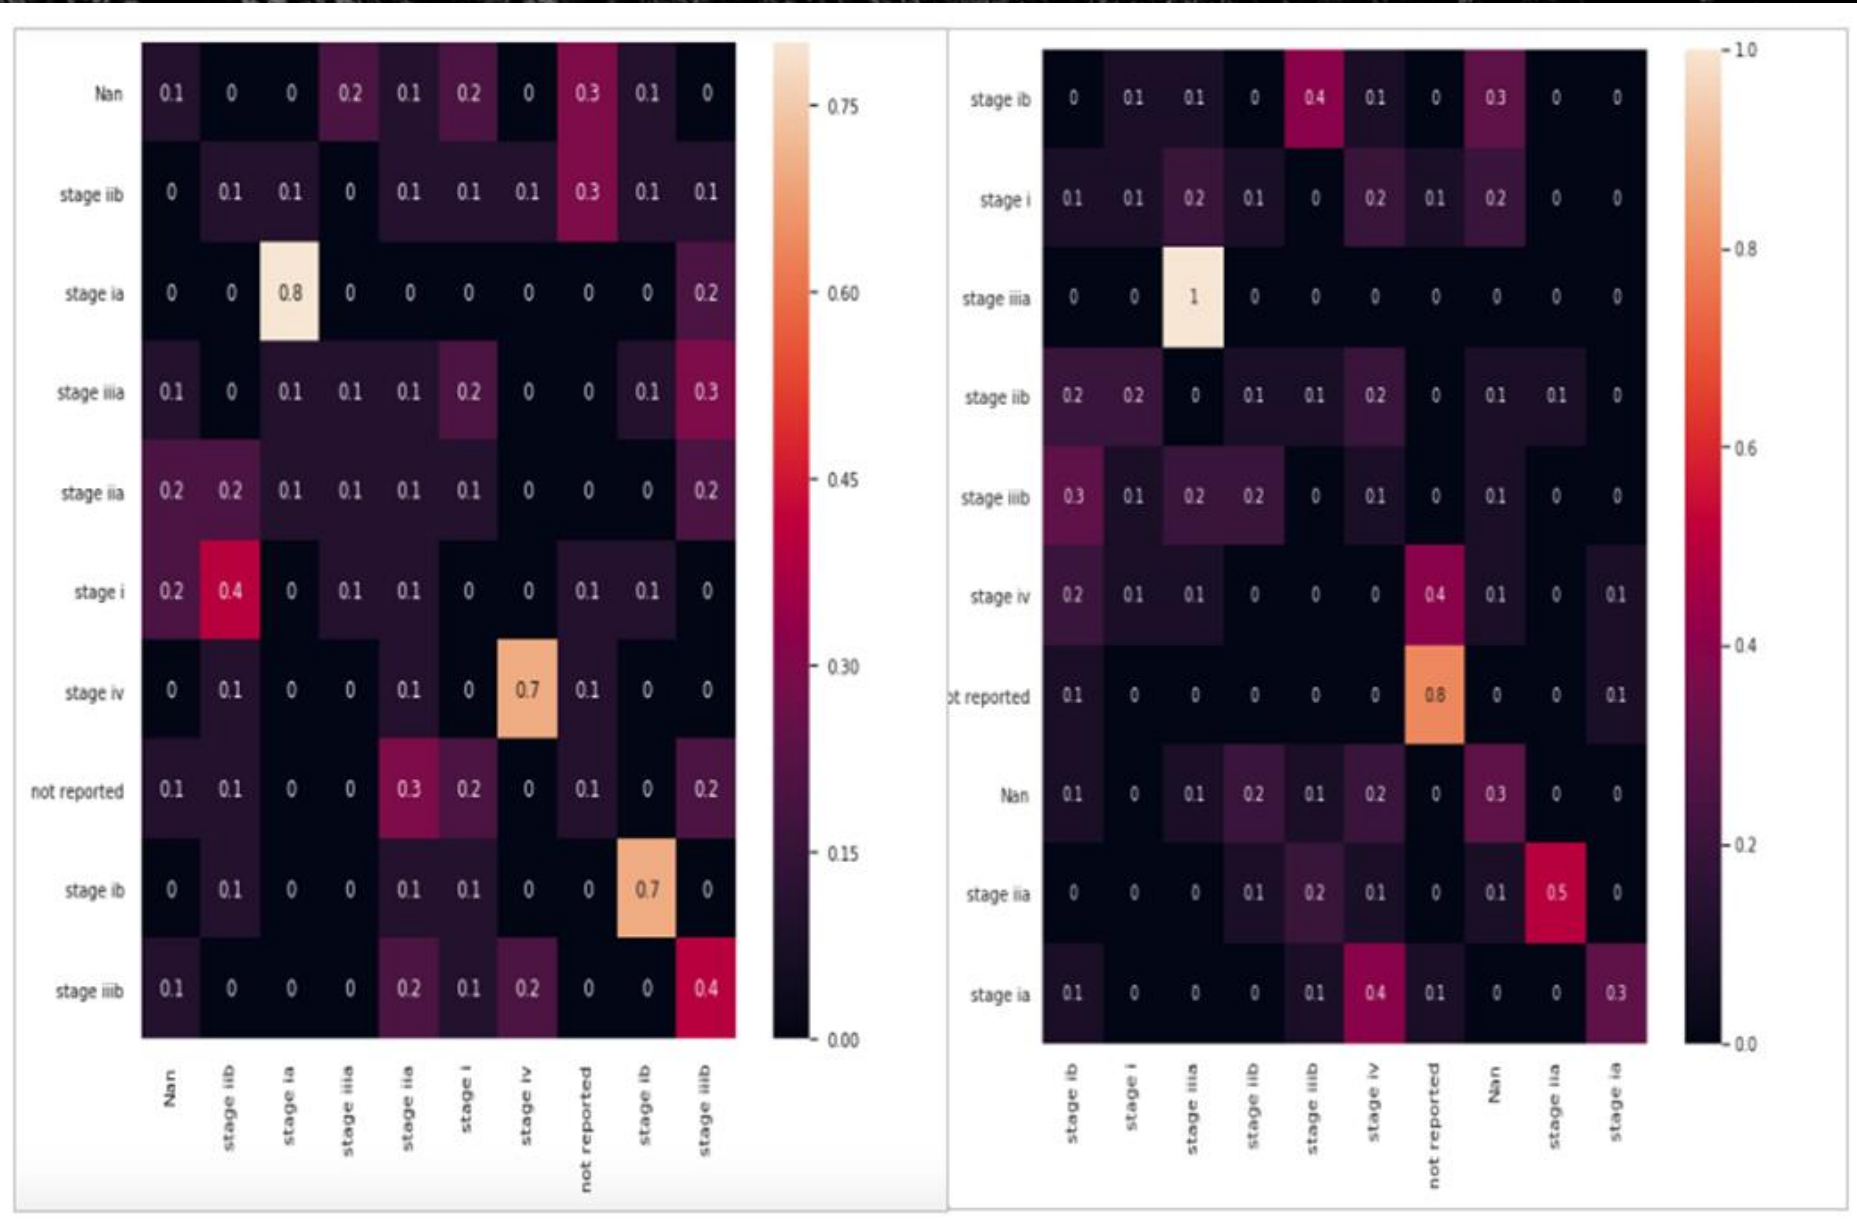 Nan 0.1 0 0 0.2 0.1 0.2 0 0.3 0.1 0
stage iib 0 0.1 0.1 0 0.1 0.1 0.1 0.3 0.1 0.1
stage ia 0 0 0.8 0 0 0 0 0 0 0.2
stage iiia 0.1 0 0.1 0.1 0.1 0.2 0 0 0.1 0.3
stage iia 0.2 0.2 0.1 0.1 0.1 0.1 0 0 0 0.2
stage i 0.2 0.4 0 0.1 0.1 0 0 0.1 0.1 0
stage iv 0 0.1 0 0 0.1 0 0.7 0.1 0 0
not reported 0.1 0.1 0 0 0.3 0.2 0 0.1 0 0.2
stage ib 0 0.1 0 0 0.1 0.1 0 0 0.7 0
stage iiib 0.1 0 0 0 0.2 0.1 0.2 0 0 0.4
Nan stage iib stage ia stage iiia stage iia stage i stage iv not reported stage ib stage iiib
0.75
0.60
0.45
0.30
0.15
0.00
stage ib 0 0.1 0.1 0 0.4 0.1 0 0.3 0 0
stage i 0.1 0.1 0.2 0.1 0 0.2 0.1 0.2 0 0
stage iiia 0 0 1 0 0 0 0 0 0 0
stage iib 0.2 0.2 0 0.1 0.1 0.2 0 0.1 0.1 0
stage iiib 0.3 0.1 0.2 0.2 0 0.1 0 0.1 0 0
stage iv 0.2 0.1 0.1 0 0 0 0.4 0.1 0 0.1
ot reported 0.1 0 0 0 0 0 0.8 0 0 0.1
Nan 0.1 0 0.1 0.2 0.1 0.2 0 0.3 0 0
stage iia 0 0 0 0.1 0.2 0.1 0 0.1 0.5 0
stage ia 0.1 0 0 0 0.1 0.4 0.1 0 0 0.3
stage ib stage i stage iiia stage iib stage iiib stage iv not reported Nan stage iia stage ia
1.0
0.8
0.6
0.4
0.2
0.0